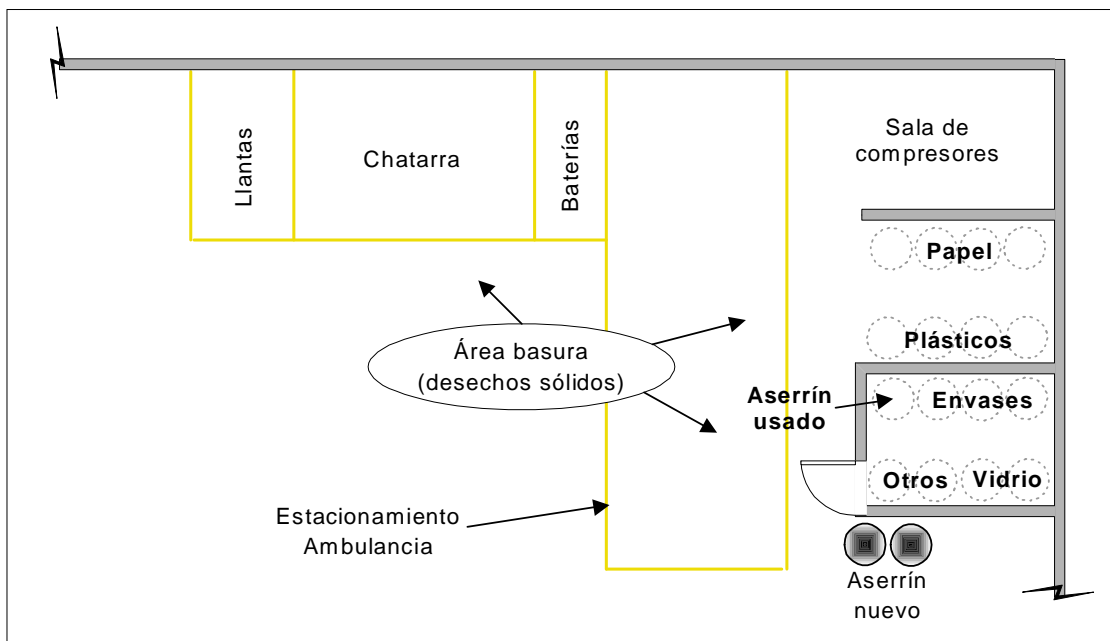 Llantas
Chatarra
Baterías
Sala de
compresores
Papel
Plásticos
Área basura
(desechos sólidos)
Aserrín
usado
Envases
Otros
Vidrio
Estacionamiento
Ambulancia
Aserrín
nuevo